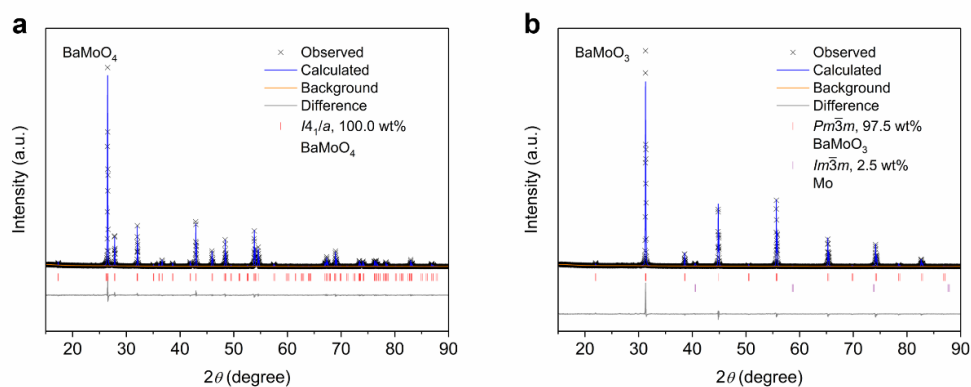 a
BaMoO4
Observed
Calculated
Background
Difference
I41/a, 100.0 wt%
BaMoO4
Intensity (a.u.)
20 30 40 50 60 70 80 90
2θ (degree)
b
BaMoO3
Observed
Calculated
Background
Difference
Pm3̅m, 97.5 wt%
BaMoO3
Im3̅m, 2.5 wt%
Mo
Intensity (a.u.)
20 30 40 50 60 70 80 90
2θ (degree)